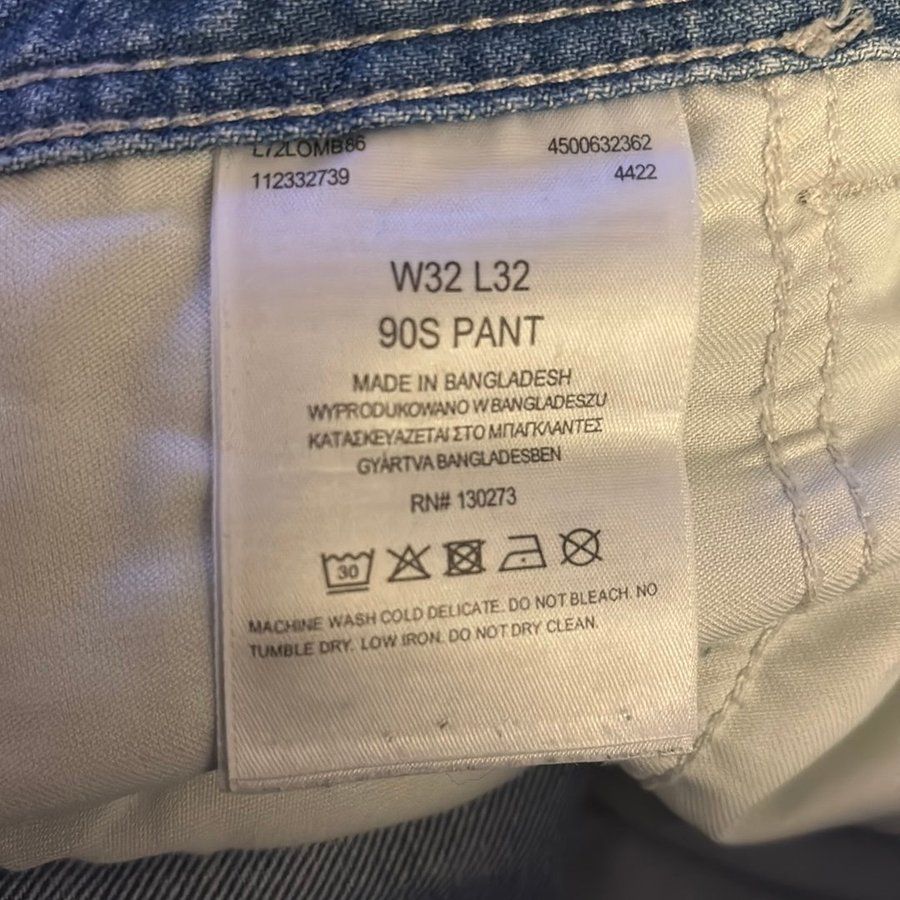 L72LOMB86 4500632362
112332739 4422
W32 L32
90S PANT
MADE IN BANGLADESH
WYPRODUKOWANO W BANGLADESZU
ΚΑΤΑΣΚΕΥΑΖΕΤΑΙ ΣΤΟ ΜΠΑΓΚΛΑΝΤΕΣ
GYÁRTVA BANGLADESBEN
RN# 130273
30
MACHINE WASH COLD DELICATE. DO NOT BLEACH. NO
TUMBLE DRY. LOW IRON. DO NOT DRY CLEAN.